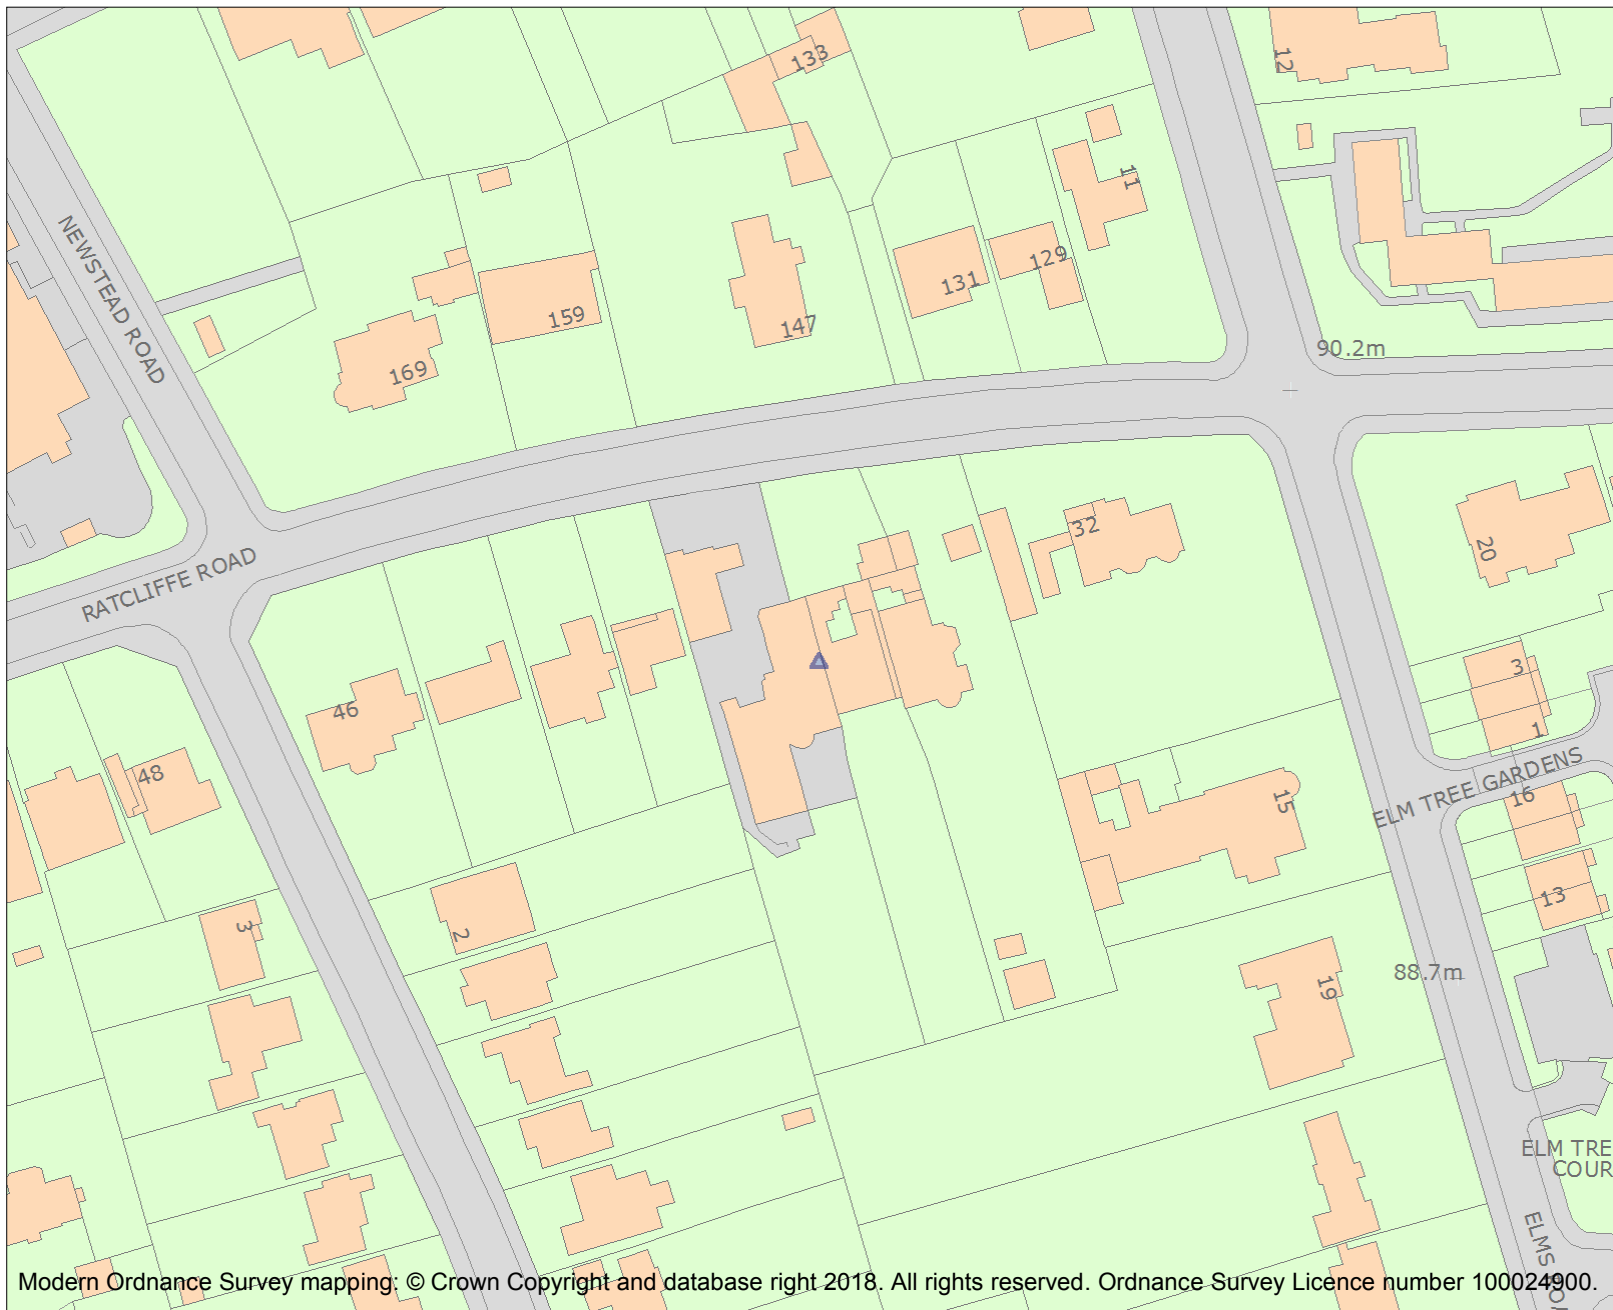 133
12
11
NEWSTEAD ROAD
129
131
159
147
90.2m
169
32
20
RATCLIFFE ROAD
3
46
1
48
ELM TREE GARDENS
16
15
13
3
2
88.7m
19
ELM TRE
COUR
ELMS RO
Modern Ordnance Survey mapping: © Crown Copyright and database right 2018. All rights reserved. Ordnance Survey Licence number 100024900.